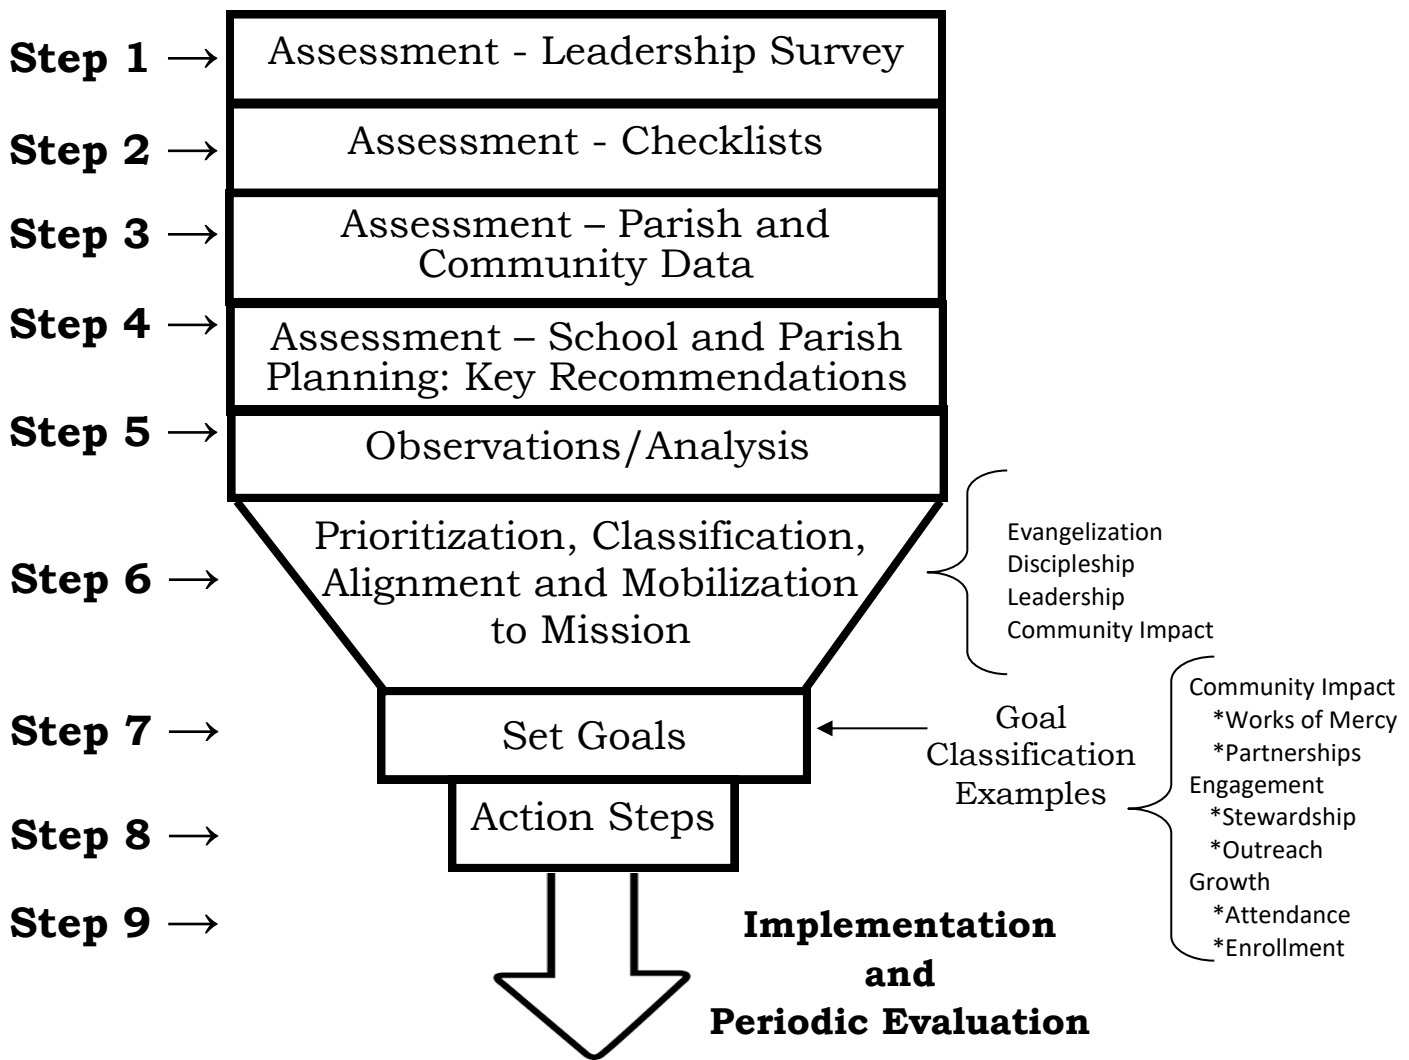 Step 1 →
Assessment - Leadership Survey
Step 2 →
Assessment - Checklists
Step 3 →
Assessment – Parish and
Community Data
Step 4 →
Assessment – School and Parish
Planning: Key Recommendations
Step 5 →
Observations/Analysis
Step 6 →
Prioritization, Classification,
Alignment and Mobilization
to Mission
Evangelization
Discipleship
Leadership
Community Impact
Step 7 →
Set Goals
Goal
Classification
Examples
Community Impact
*Works of Mercy
*Partnerships
Engagement
*Stewardship
*Outreach
Growth
*Attendance
*Enrollment
Step 8 →
Action Steps
Step 9 →
Implementation
and
Periodic Evaluation